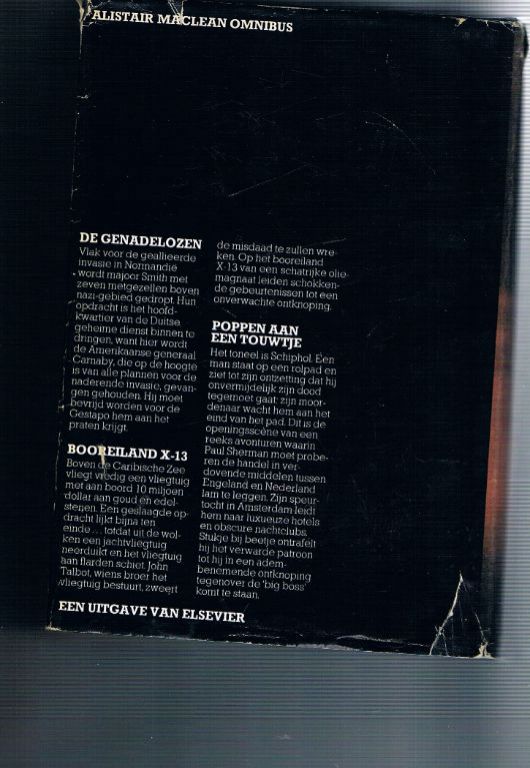 ALISTAIR MACLEAN OMNIBUS
DE GENADELOZEN
Vlak voor de geallieerde
invasie in Normandië
wordt majoor Smith met
zeven metgezellen boven
nazi-gebied gedropt. Hun
opdracht is het hoofd-
kwartier van de Duitse
geheime dienst binnen te
dringen, want hier wordt
de Amerikaanse generaal
Carnaby, die op de hoogte
is van alle plannen voor de
naderende invasie, gevan-
gen gehouden. Hij moet
bevrijd worden voor de
Gestapo hem aan het
praten krijgt.
BOOREILAND X-13
Boven de Caribische Zee
vliegt vredig een vliegtuig
met aan boord 10 miljoen
dollar aan goud en edel-
stenen. Een geslaagde op-
dracht lijkt bijna ten
einde... totdat uit de wol-
ken een jachtvliegtuig
neerduikt en het vliegtuig
aan flarden schiet. John
Talbot, wiens broer het
vliegtuig bestuurt, zweert
de misdaad te zullen wre-
ken. Op het booreiland
X-13 van een schatrijke olie-
magnaat leiden schokken-
de gebeurtenissen tot een
onverwachte ontknoping.
POPPEN AAN
EEN TOUWTJE
Het toneel is Schiphol. Een
man staat op een rolpad en
ziet tot zijn ontzetting dat hij
onvermijdelijk zijn dood
tegemoet gaat: zijn moor-
denaar wacht hem aan het
eind van het pad. Dit is de
openingsscène van een
reeks avonturen waarin
Paul Sherman moet probe-
ren de handel in ver-
dovende middelen tussen
Engeland en Nederland
lam te leggen. Zijn speur-
tocht in Amsterdam leidt
hem naar luxueuze hotels
en obscure nachtclubs.
Stukje bij beetje ontrafelt
hij het verwarde patroon
tot hij in een adem-
benemende ontknoping
tegenover de 'big boss'
komt te staan.
EEN UITGAVE VAN ELSEVIER